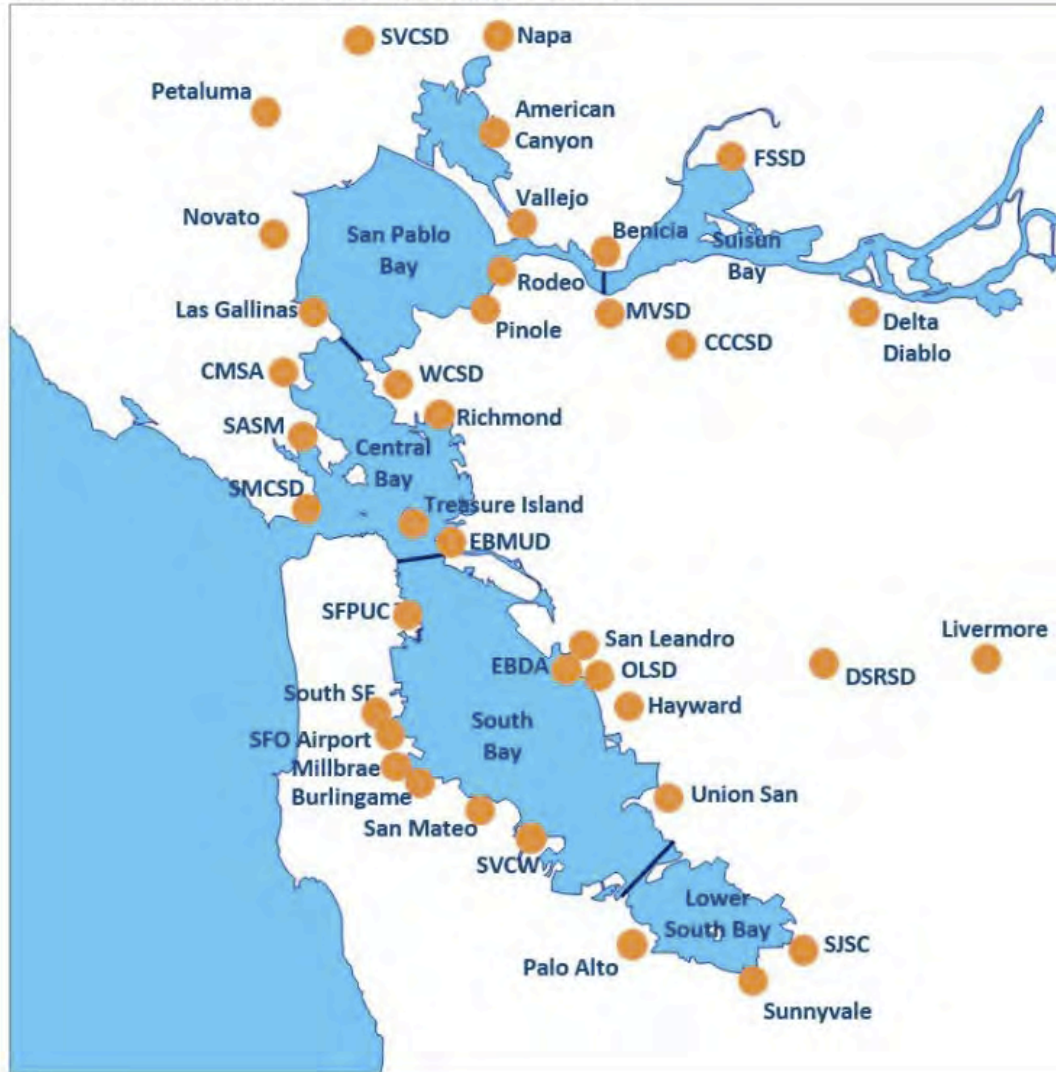 SVCSD
Napa
Petaluma
American
Canyon
FSSD
Vallejo
Novato
Benicia
San Pablo
Bay
Suisun
Bay
Rodeo
Las Gallinas
Pinole
MVSD
Delta
Diablo
CCCSD
CMSA
WCSD
Richmond
SASM
Central
Bay
SMCSD
Treasure Island
EBMUD
SFPUC
San Leandro
Livermore
EBDA
OLSD
DSRSD
South SF
Hayward
South
Bay
SFO Airport
Millbrae
Burlingame
Union San
San Mateo
SVCW
Lower
South Bay
Palo Alto
SJSC
Sunnyvale